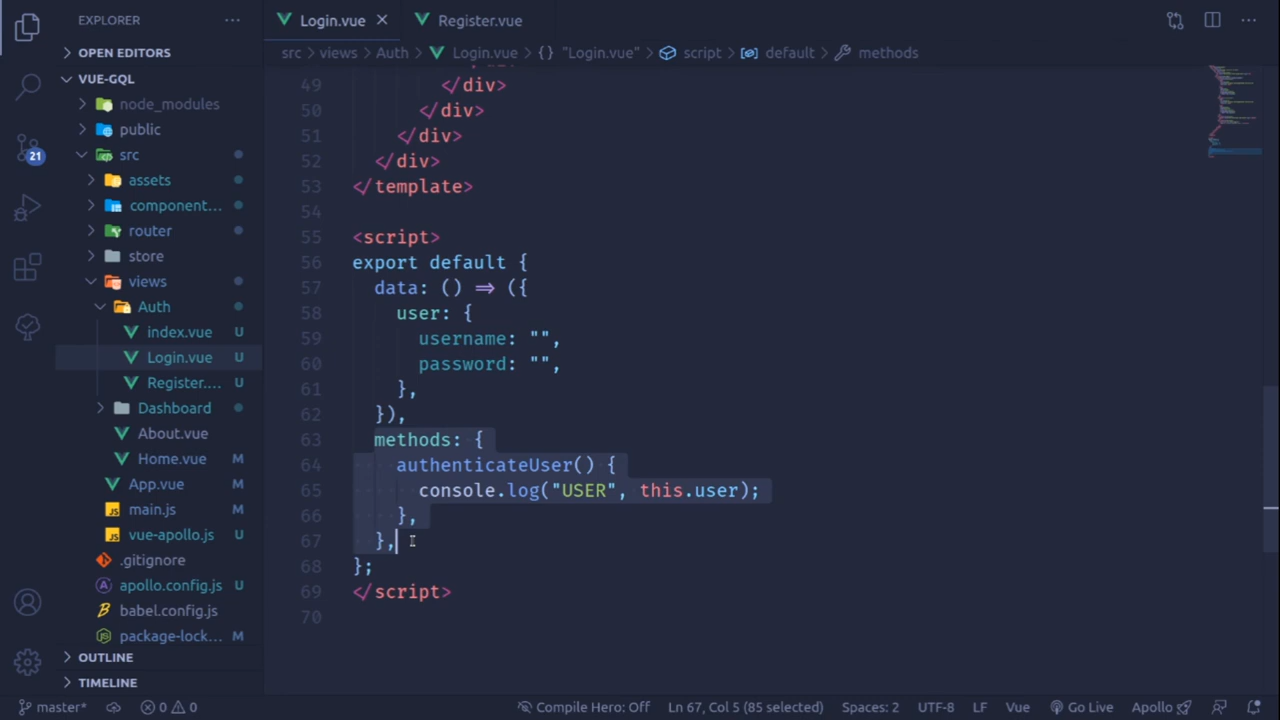 EXPLORER
Login.vue
Register.vue
OPEN EDITORS
src > views > Auth > Login.vue > {} "Login.vue" > script > default > methods
VUE-GQL
node_modules
public
src
assets
component...
router
store
views
Auth
index.vue U
Login.vue U
Register.... U
Dashboard
About.vue
Home.vue M
App.vue M
main.js M
vue-apollo.js U
.gitignore
apollo.config.js U
babel.config.js
package-lock... M
OUTLINE
TIMELINE
21
49 </div>
50 </div>
51 </div>
52 </div>
53 </template>
54
55 <script>
56 export default {
57 data: () => ({
58 user: {
59 username: "",
60 password: "",
61 },
62 }),
63 methods: {
64 authenticateUser() {
65 console.log("USER", this.user);
66 },
67 },
68 };
69 </script>
70
master* 0 0 Compile Hero: Off Ln 67, Col 5 (85 selected) Spaces: 2 UTF-8 LF Vue Go Live Apollo